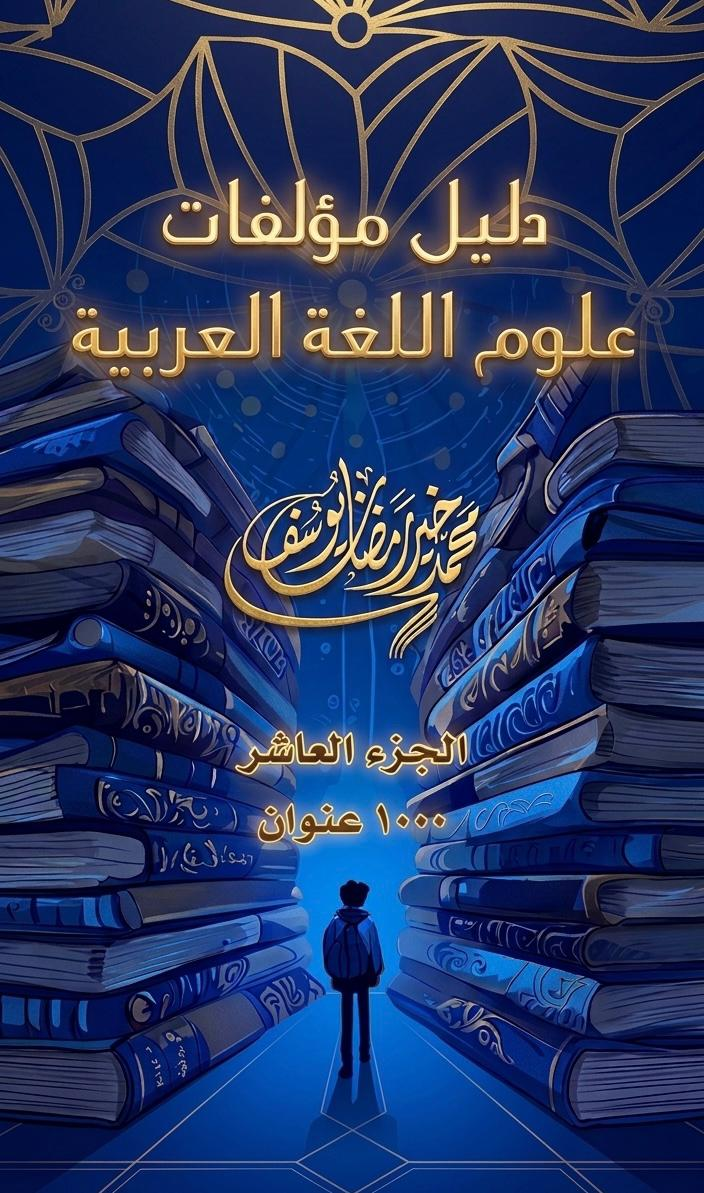 دليل مؤلفات
علوم اللغة العربية
محمد خير رمضان يوسف
الجزء العاشر
١٠٠٠ عنوان